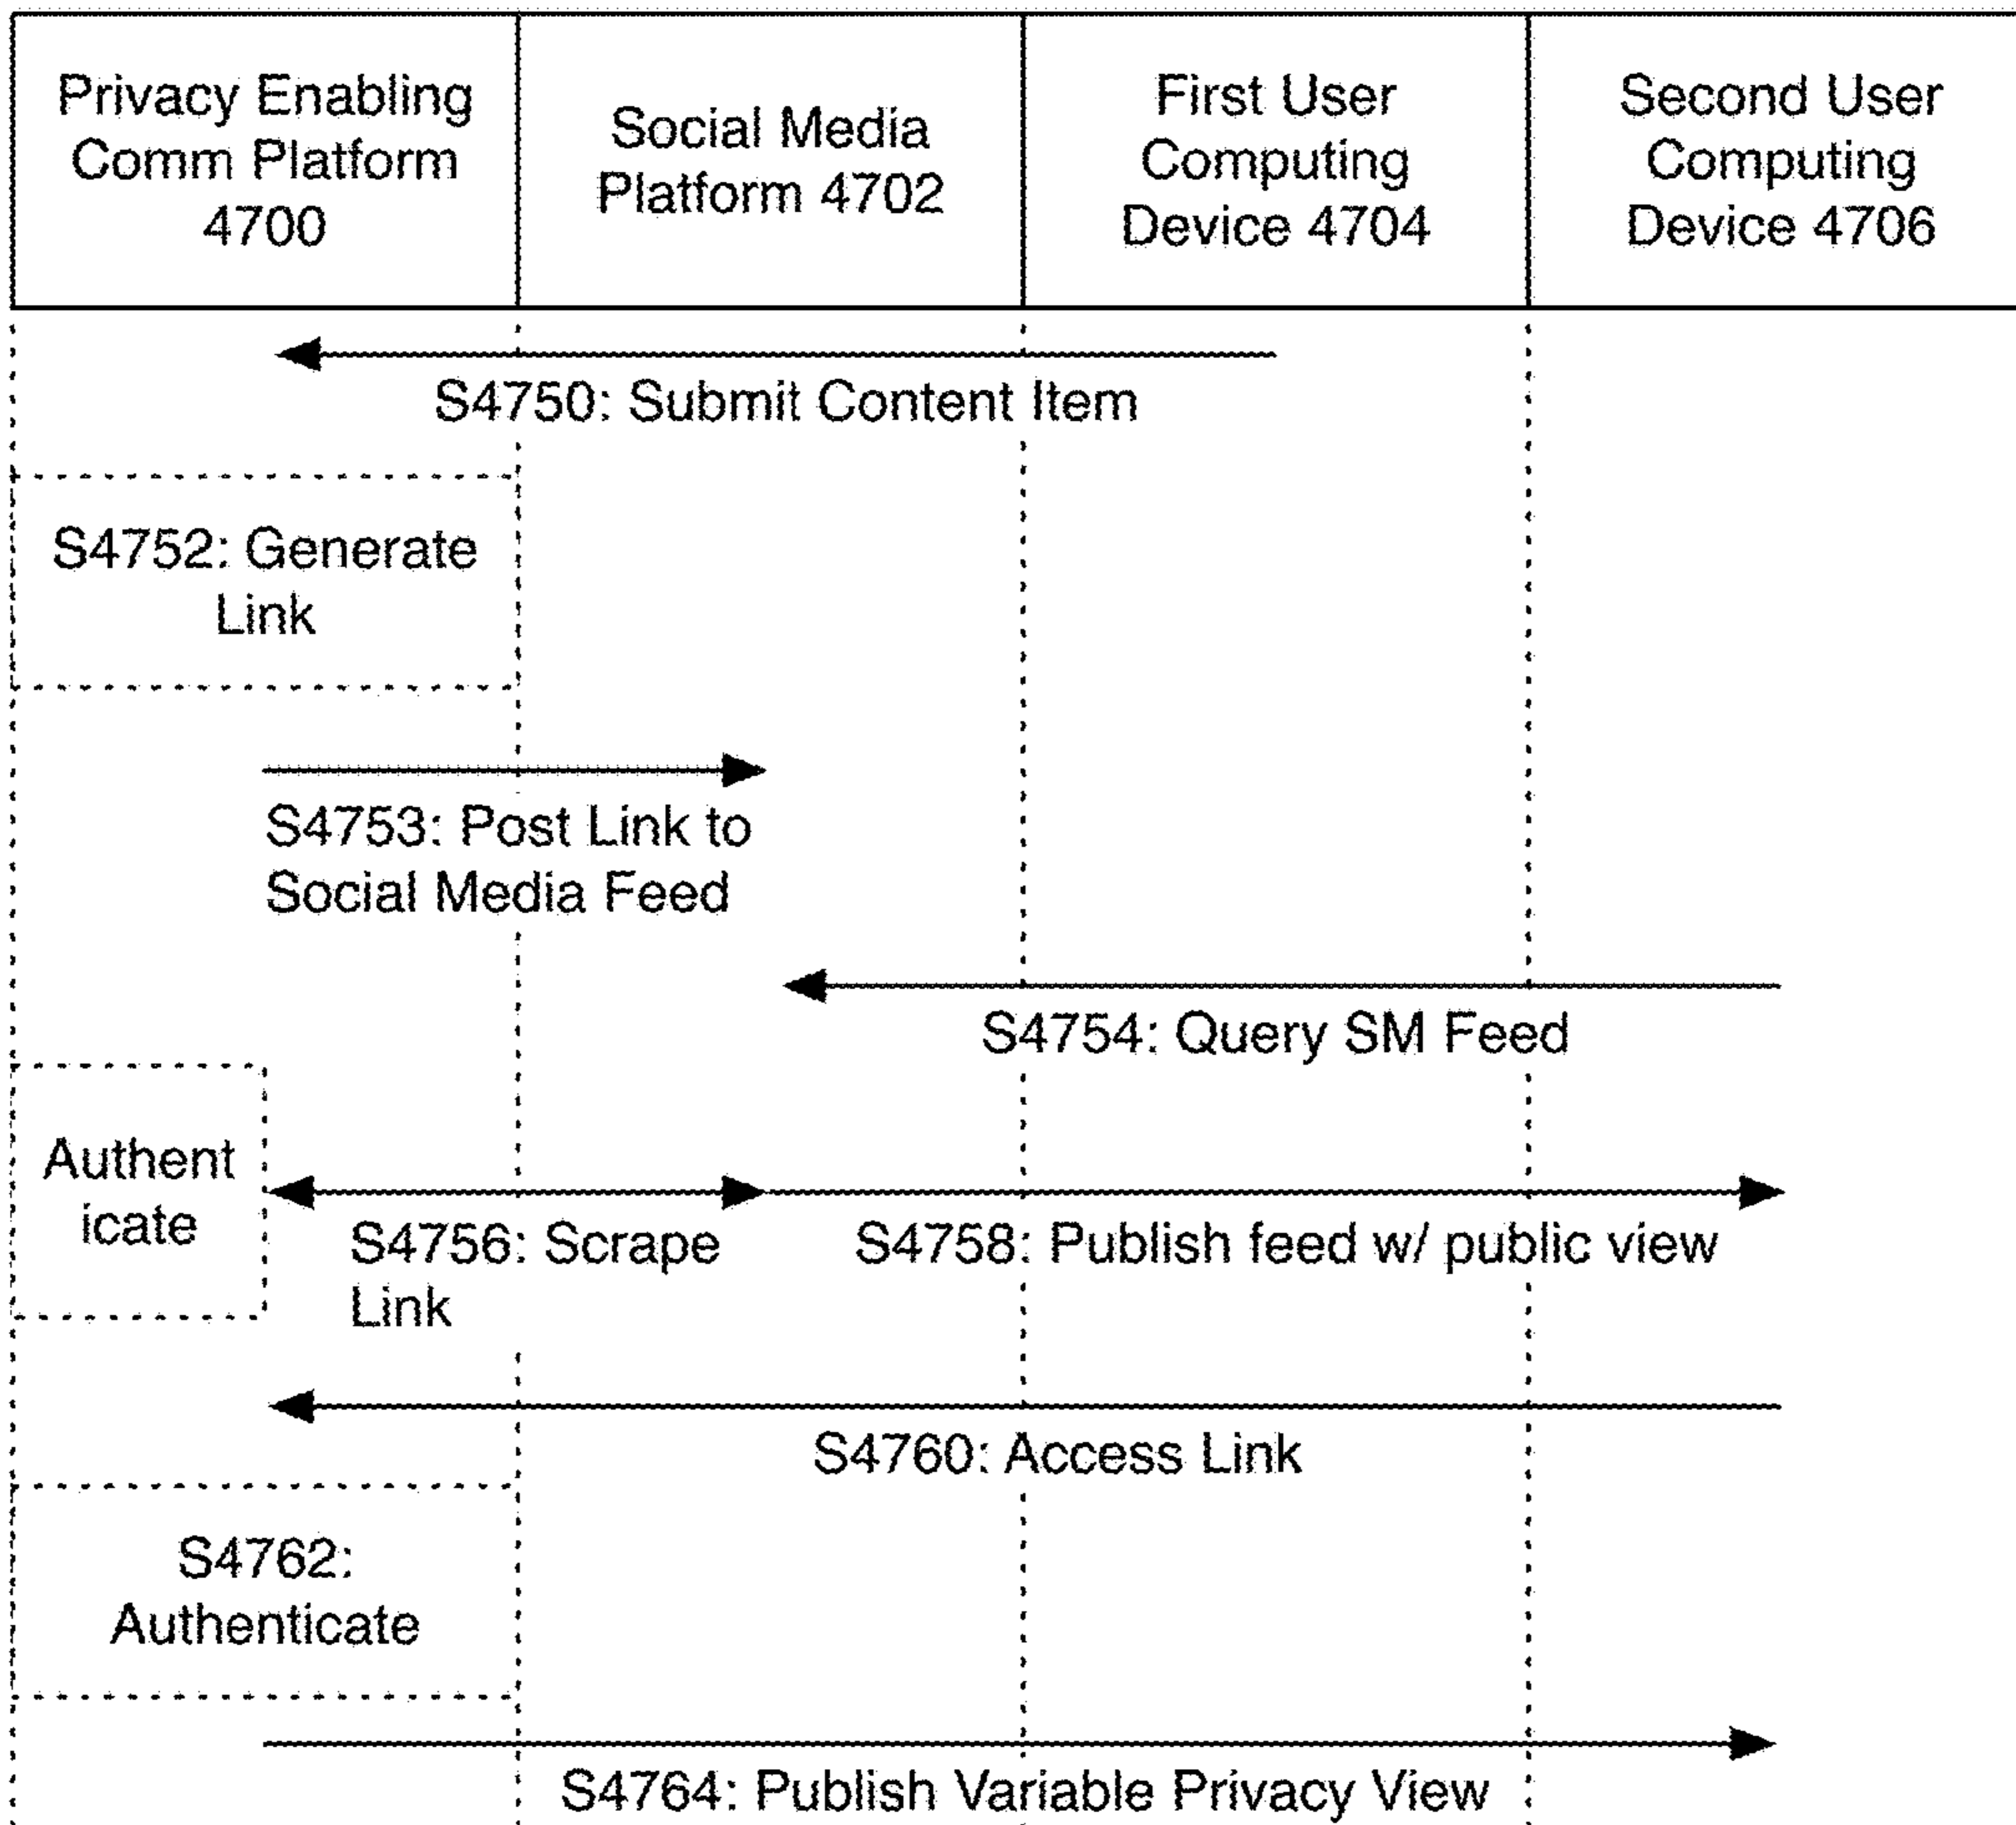 Privacy Enabling
Comm Platform
4700
Social Media
Platform 4702
First User
Computing
Device 4704
Second User
Computing
Device 4706
S4750: Submit Content Item
S4752: Generate
Link
S4753: Post Link to
Social Media Feed
S4754: Query SM Feed
Authent
icate
S4756: Scrape
Link
S4758: Publish feed w/ public view
S4760: Access Link
S4762:
Authenticate
S4764: Publish Variable Privacy View